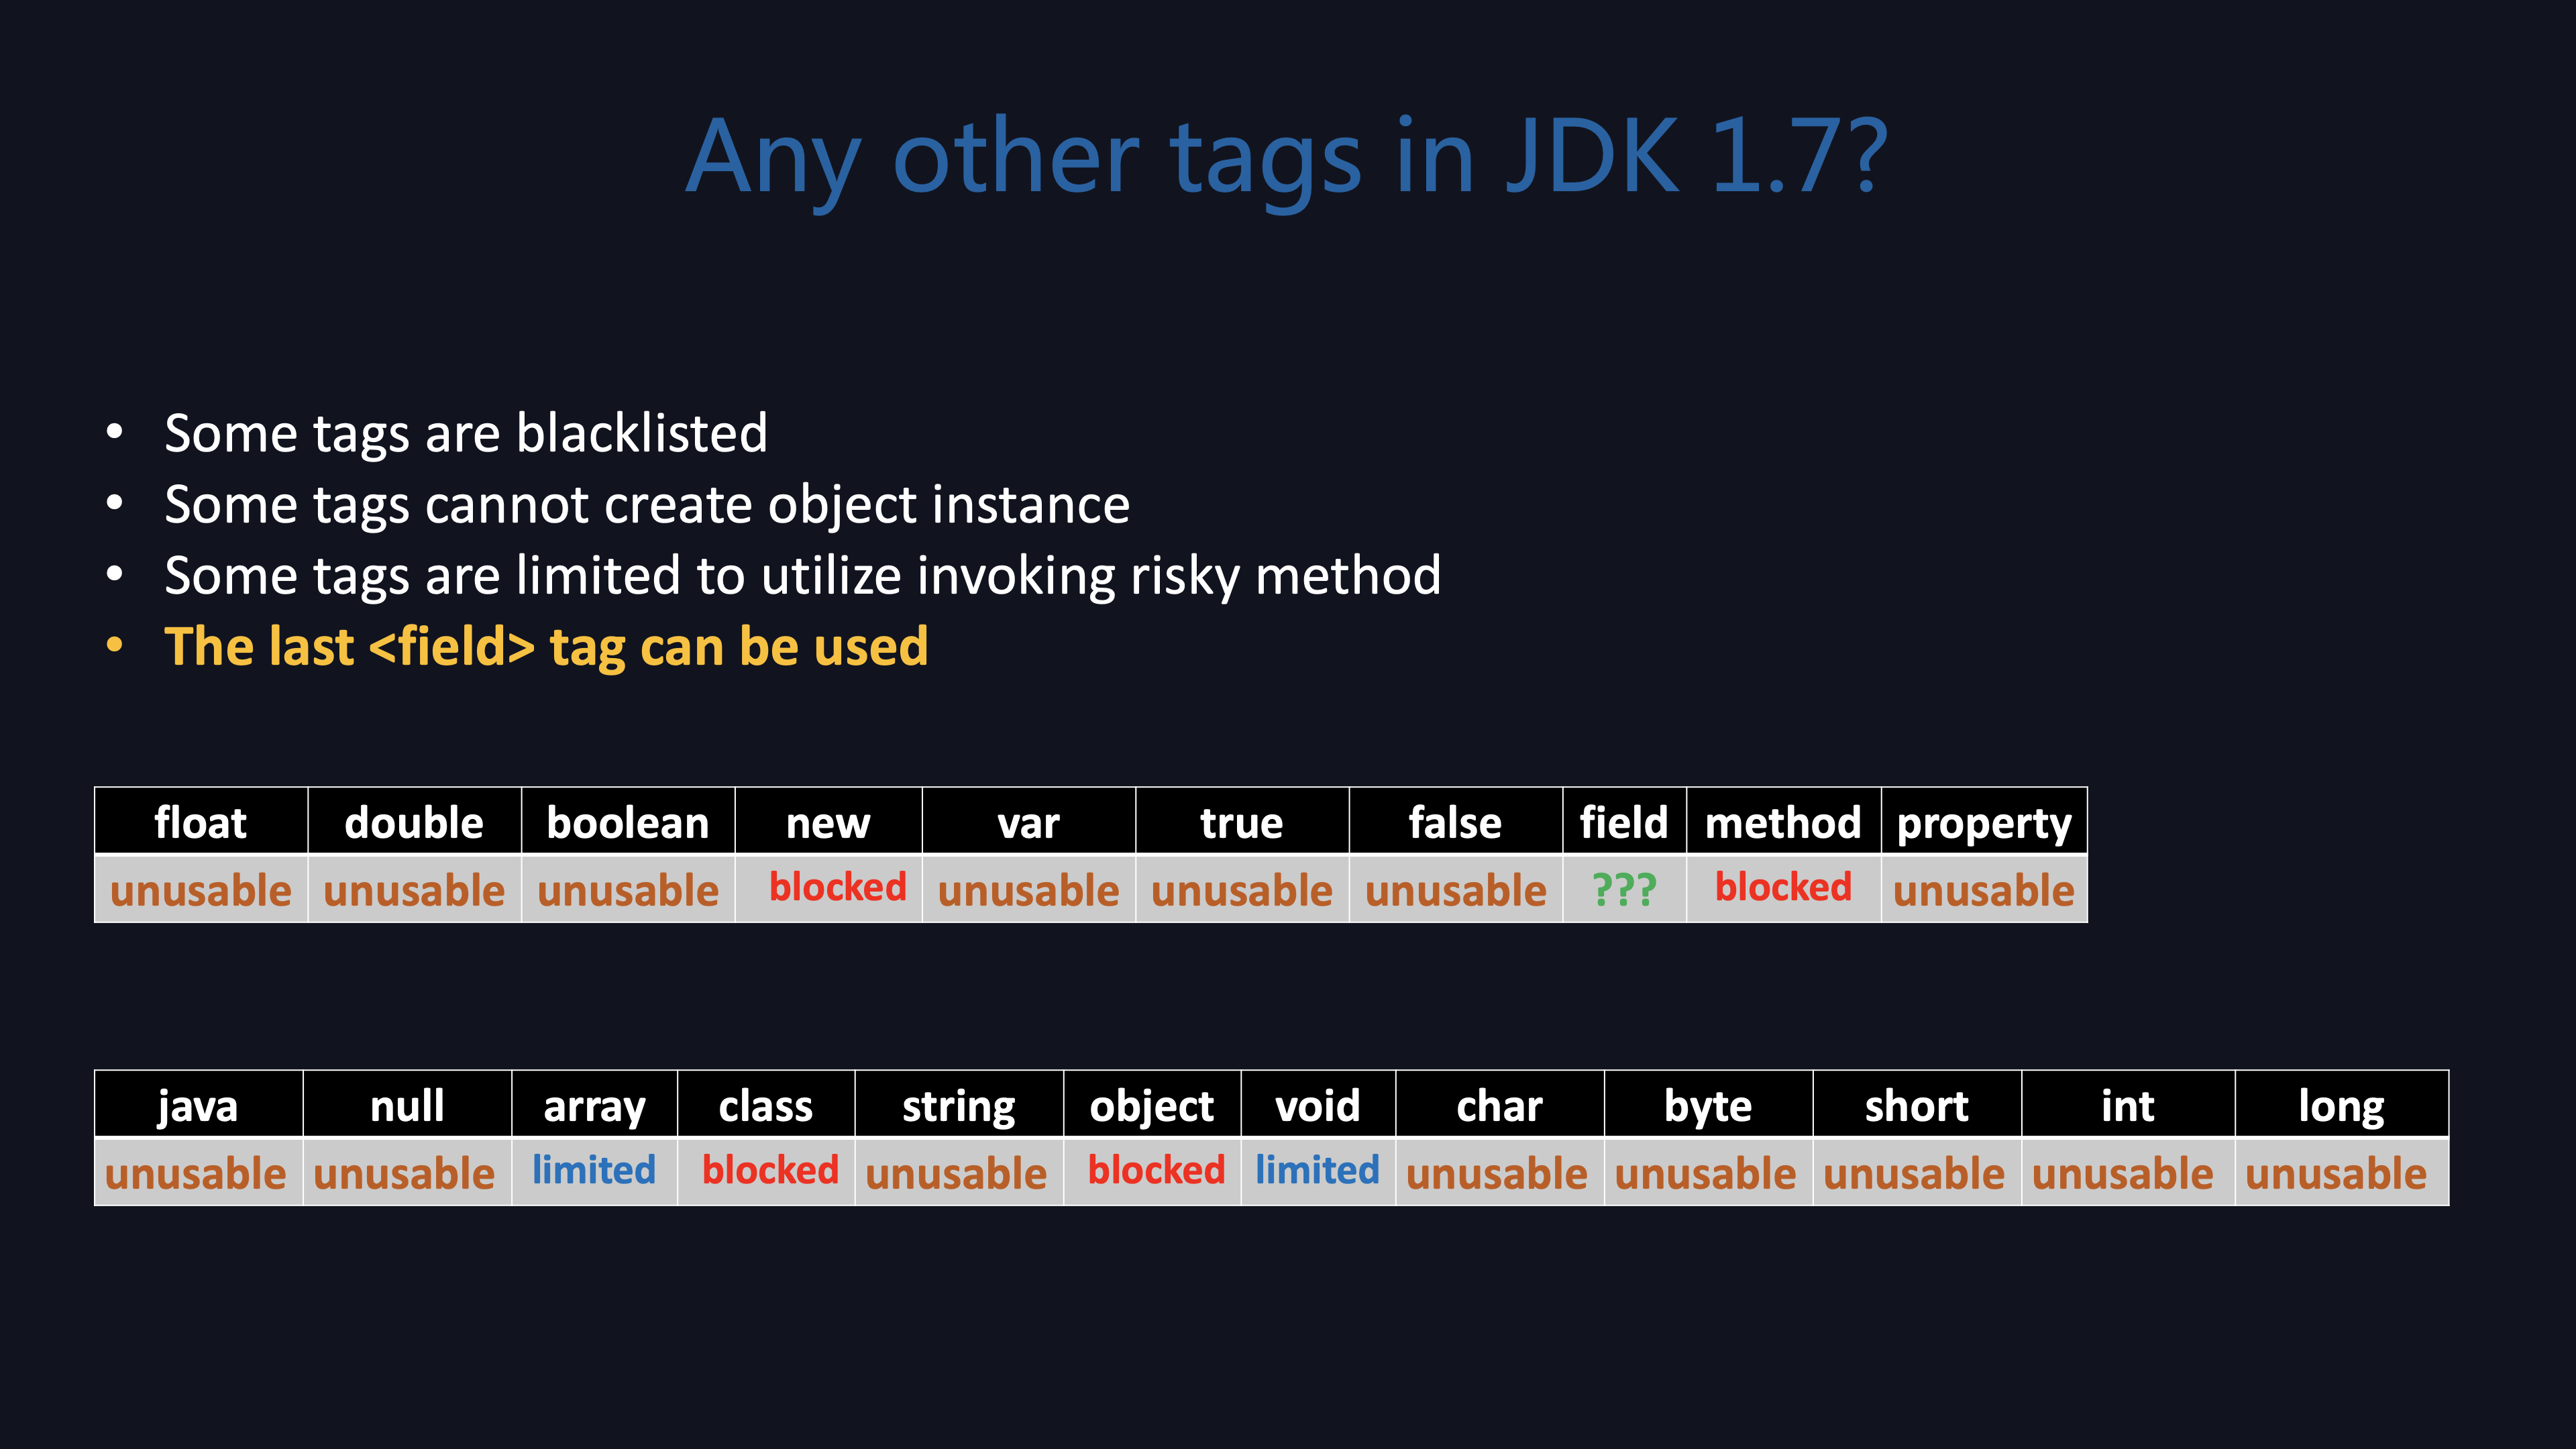 Any other tags in JDK 1.7?
• Some tags are blacklisted
• Some tags cannot create object instance
• Some tags are limited to utilize invoking risky method
• The last <field> tag can be used
float double boolean new var true false field method property
unusable unusable unusable blocked unusable unusable unusable ??? blocked unusable
java null array class string object void char byte short int long
unusable unusable limited blocked unusable blocked limited unusable unusable unusable unusable unusable